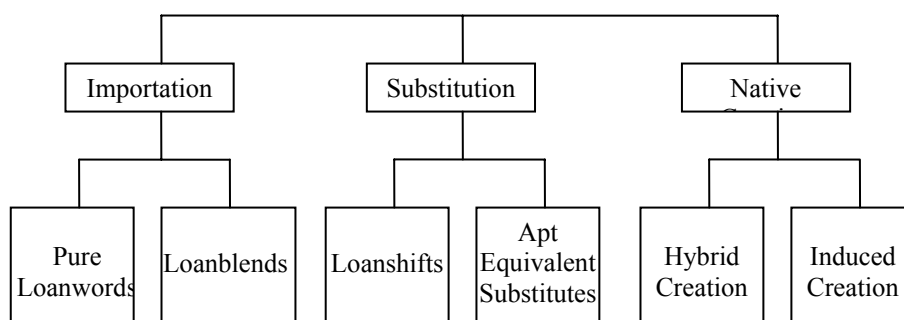 Importation
Substitution
Native
Pure
Loanwords
Loanblends
Loanshifts
Apt
Equivalent
Substitutes
Hybrid
Creation
Induced
Creation